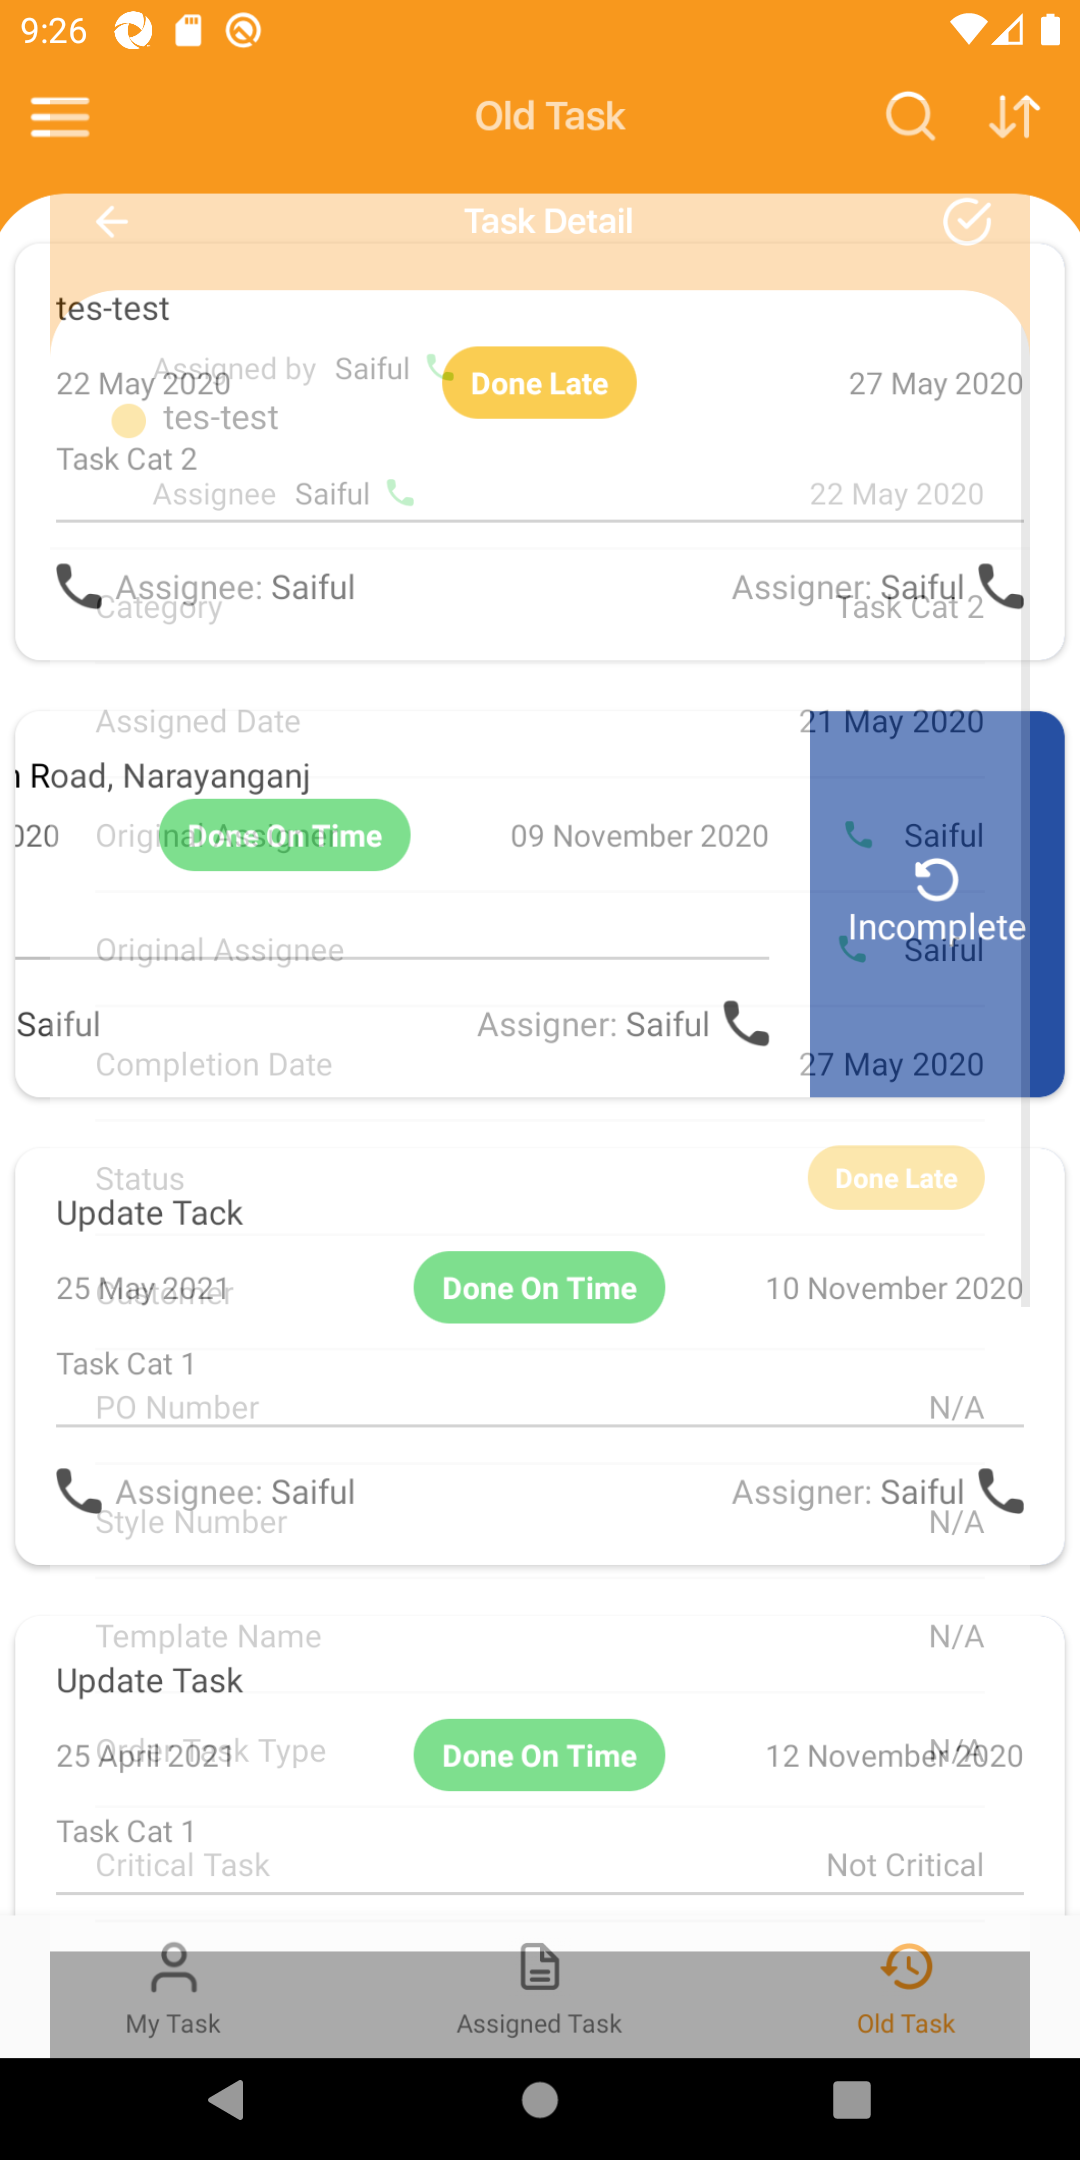 9:26
Old Task
Task Detail
tes-test
Assigned by Saiful
22 May 2020
Done Late
27 May 2020
tes-test
Task Cat 2
Assignee Saiful
22 May 2020
Assignee: Saiful
Assigner: Saiful
Category
Task Cat 2
Assigned Date
21 May 2020
Road, Narayanganj
020
Original Assigner
Done On Time
09 November 2020
Saiful
Incomplete
Original Assignee
Saiful
Saiful
Assigner: Saiful
Completion Date
27 May 2020
Status
Done Late
Update Tack
25 May 2021
Customer
Done On Time
10 November 2020
Task Cat 1
PO Number
N/A
Assignee: Saiful
Assigner: Saiful
Style Number
N/A
Template Name
N/A
Update Task
Order Task Type
N/A
25 April 2021
Done On Time
12 November 2020
Task Cat 1
Critical Task
Not Critical
My Task
Assigned Task
Old Task